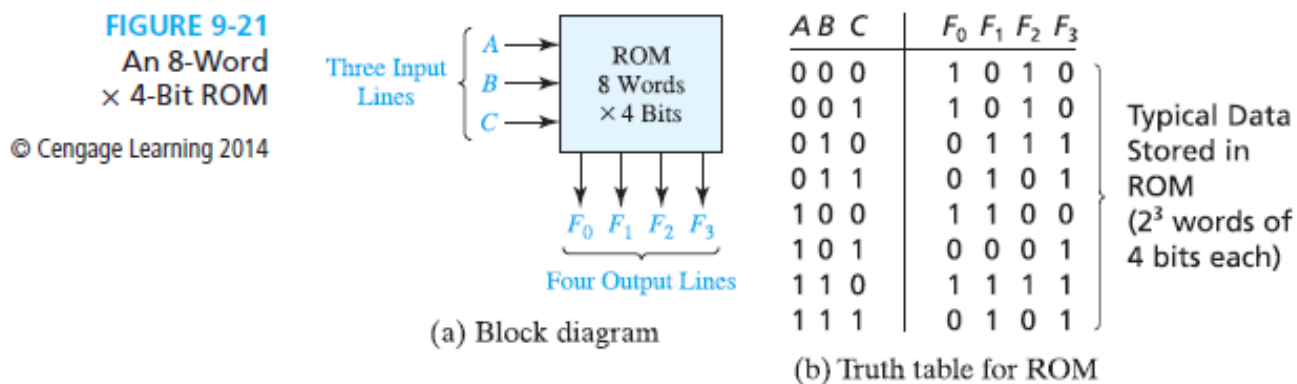 FIGURE 9-21
An 8-Word
× 4-Bit ROM
© Cengage Learning 2014
Three Input
Lines
A
B
C
ROM
8 Words
× 4 Bits
F₀ F₁ F₂ F₃
Four Output Lines
(a) Block diagram
A B C F₀ F₁ F₂ F₃
0 0 0 1 0 1 0
0 0 1 1 0 1 0
0 1 0 0 1 1 1
0 1 1 0 1 0 1
1 0 0 1 1 0 0
1 0 1 0 0 0 1
1 1 0 1 1 1 1
1 1 1 0 1 0 1
Typical Data
Stored in
ROM
(2³ words of
4 bits each)
(b) Truth table for ROM